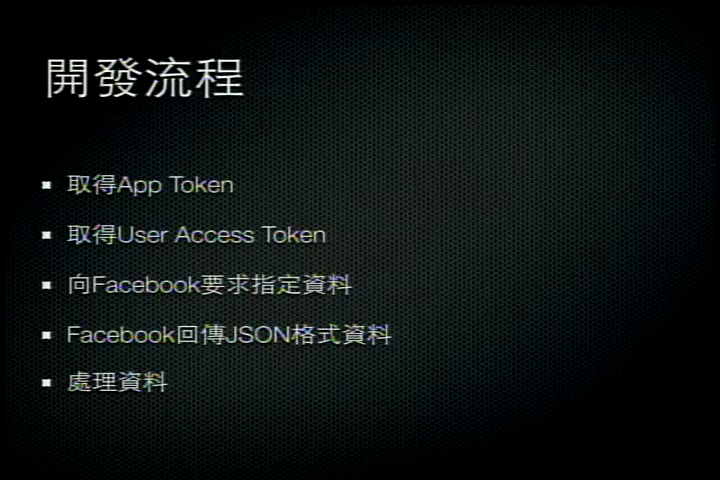 開發流程
取得App Token
取得User Access Token
向Facebook要求指定資料
Facebook回傳JSON格式資料
處理資料